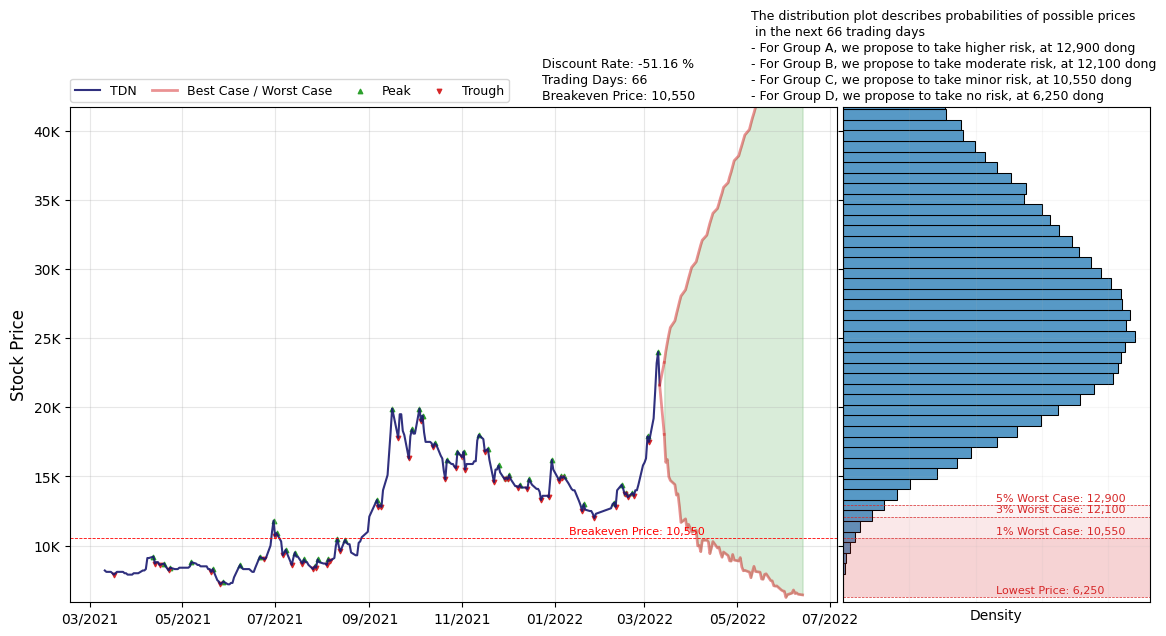 The distribution plot describes probabilities of possible prices
in the next 66 trading days
- For Group A, we propose to take higher risk, at 12,900 dong
- For Group B, we propose to take moderate risk, at 12,100 dong
- For Group C, we propose to take minor risk, at 10,550 dong
- For Group D, we propose to take no risk, at 6,250 dong
Discount Rate: -51.16 %
Trading Days: 66
Breakeven Price: 10,550
TDN
Best Case / Worst Case
Peak
Trough
Stock Price
40K
35K
30K
25K
20K
15K
10K
Breakeven Price: 10,550
03/2021
05/2021
07/2021
09/2021
11/2021
01/2022
03/2022
05/2022
07/2022
5% Worst Case: 12,900
3% Worst Case: 12,100
1% Worst Case: 10,550
Lowest Price: 6,250
Density